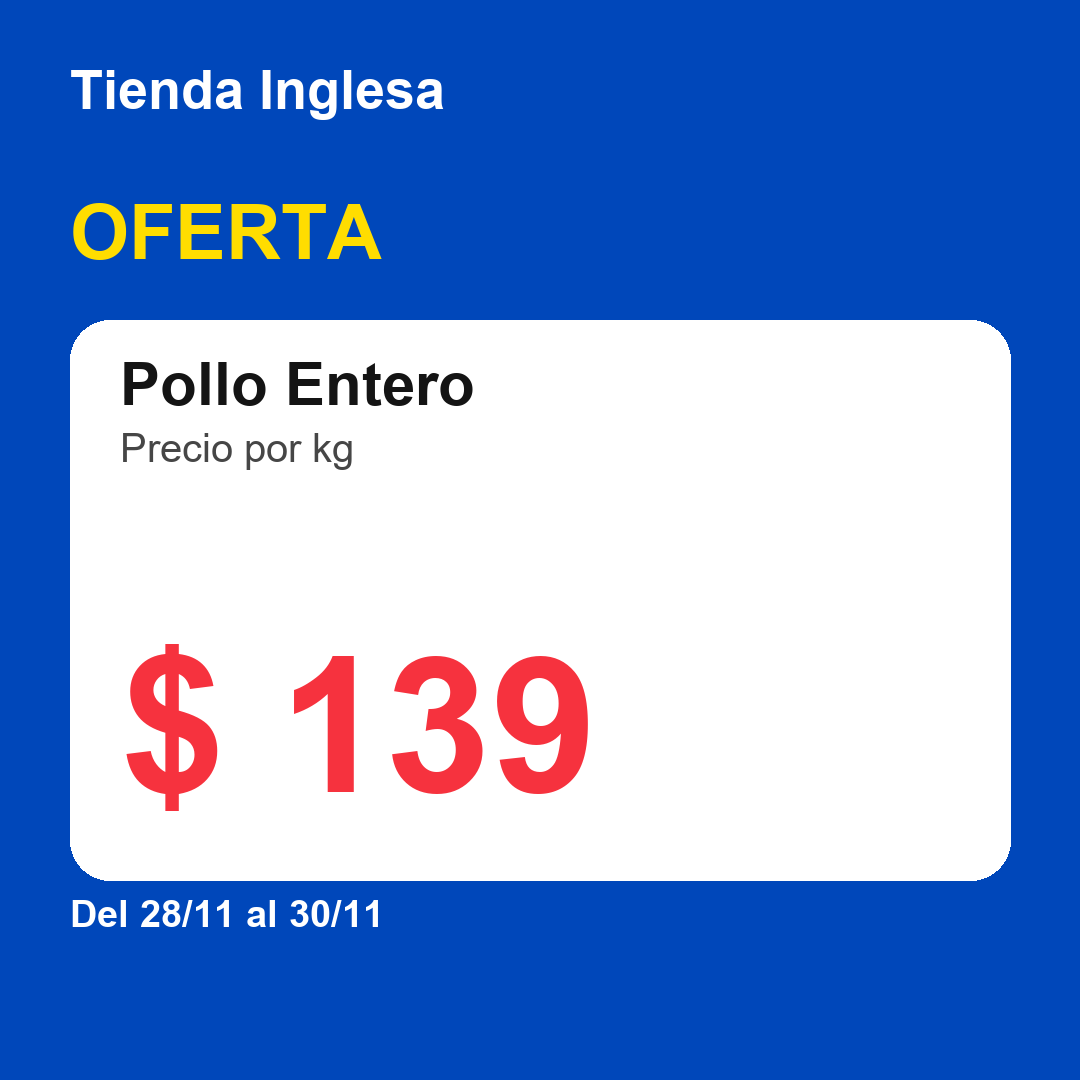 Tienda Inglesa
OFERTA
Pollo Entero
Precio por kg
$ 139
Del 28/11 al 30/11